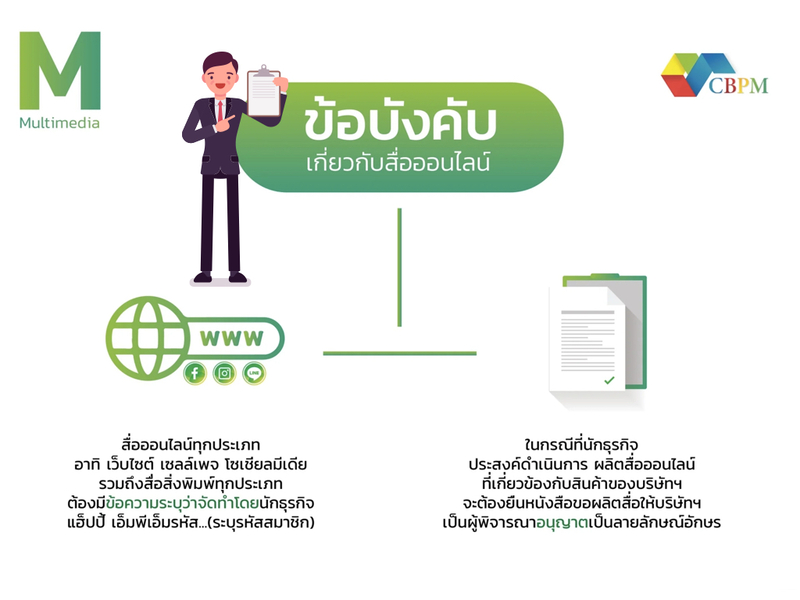 M
Multimedia
CBPM
ข้อบังคับ
เกี่ยวกับสื่อออนไลน์
www
LINE
สื่อออนไลน์ทุกประเภท
อาทิ เว็บไซต์ เซลล์เพจ โซเชียลมีเดีย
รวมถึงสื่อสิ่งพิมพ์ทุกประเภท
ต้องมีข้อความระบุว่าจัดทำโดยนักธุรกิจ
แฮ็ปปี้ เอ็มพีเอ็มรหัส...(ระบุรหัสสมาชิก)
ในกรณีที่นักธุรกิจ
ประสงค์ดำเนินการ ผลิตสื่อออนไลน์
ที่เกี่ยวข้องกับสินค้าของบริษัทฯ
จะต้องยืนหนังสือขอผลิตสื่อให้บริษัทฯ
เป็นผู้พิจารณาอนุญาตเป็นลายลักษณ์อักษร